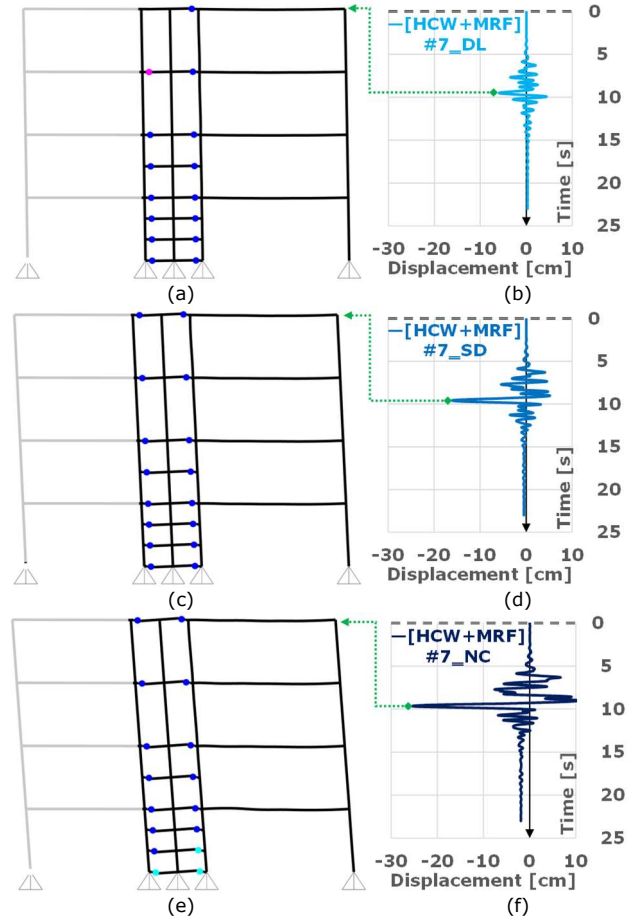 0
—[HCW+MRF]
#7_DL
5
10
15
20
25
Time [s]
-30 -20 -10 0 10
Displacement [cm]
(a) (b)
0
—[HCW+MRF]
#7_SD
5
10
15
20
25
Time [s]
-30 -20 -10 0 10
Displacement [cm]
(c) (d)
0
—[HCW+MRF]
#7_NC
5
10
15
20
25
Time [s]
-30 -20 -10 0 10
Displacement [cm]
(e) (f)